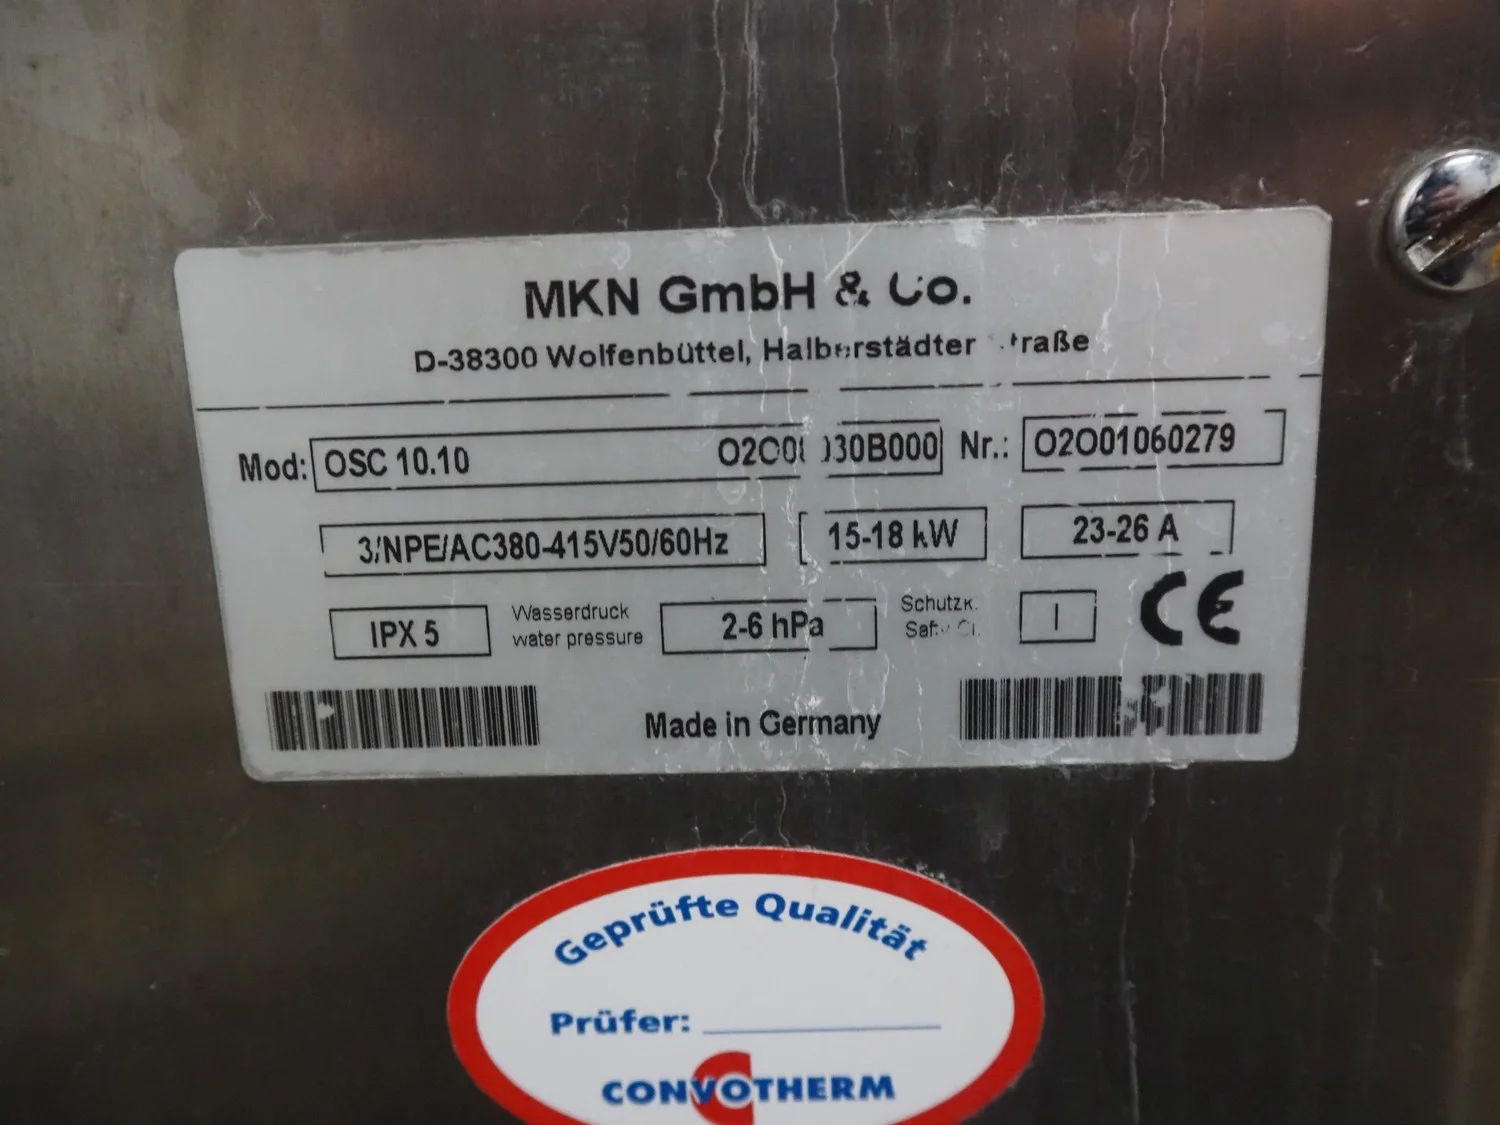 MKN GmbH & Co.
D-38300 Wolfenbüttel, Halberstädter Straße
Mod: OSC 10.10 Nr.: O2O01060279
3/NPE/AC380-415V50/60Hz 15-18 kW 23-26 A
IPX 5 Wasserdruck 2-6 hPa Schutzk. I CE
water pressure
Made in Germany
Geprüfte Qualität
Prüfer:
CONVOTHERM